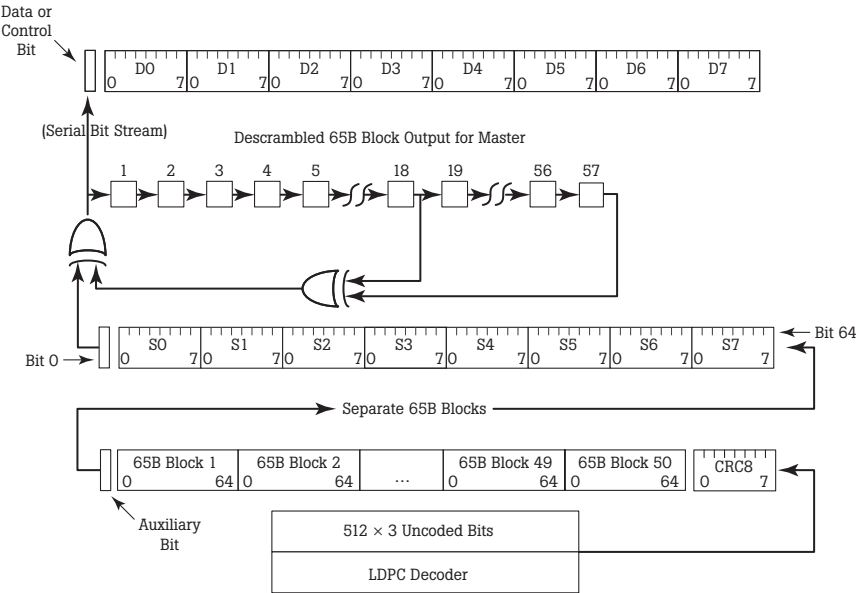 Data or
Control
Bit
D0 D1 D2 D3 D4 D5 D6 D7
0 7 0 7 0 7 0 7 0 7 0 7 0 7 0 7
(Serial Bit Stream)
Descrambled 65B Block Output for Master
1 2 3 4 5 18 19 56 57
Bit 64
S0 S1 S2 S3 S4 S5 S6 S7
0 7 0 7 0 7 0 7 0 7 0 7 0 7 0 7
Bit 0
Separate 65B Blocks
65B Block 1 65B Block 2 ... 65B Block 49 65B Block 50 CRC8
0 64 0 64 0 64 0 64 0 7
Auxiliary
Bit
512 × 3 Uncoded Bits
LDPC Decoder